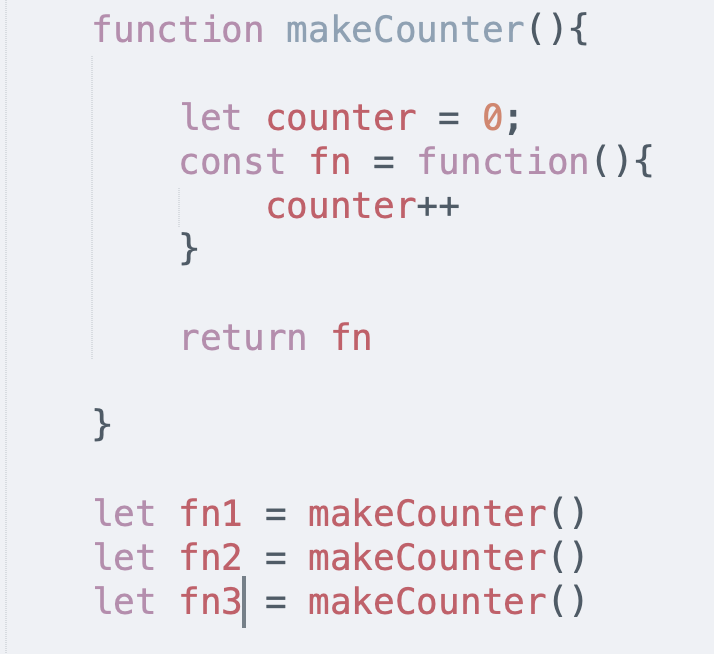 function makeCounter(){
let counter = 0;
const fn = function(){
counter++
}
return fn
}
let fn1 = makeCounter()
let fn2 = makeCounter()
let fn3 = makeCounter()